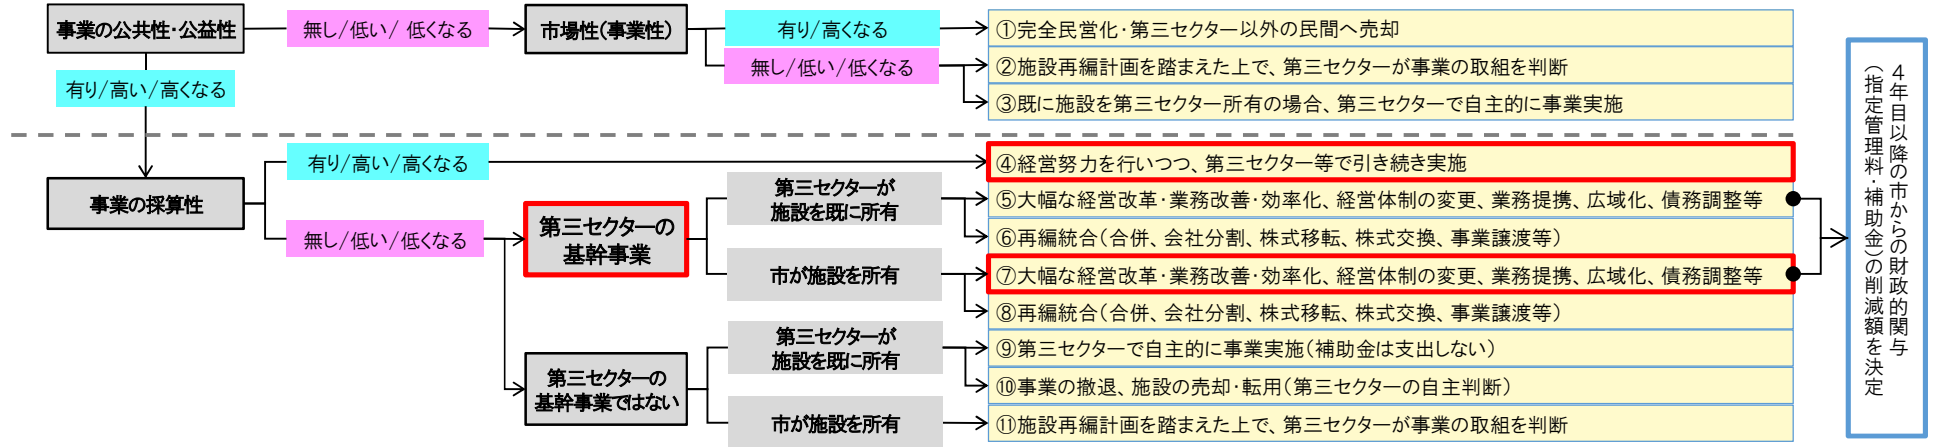 事業の公共性・公益性
無し/低い/ 低くなる
市場性(事業性)
有り/高くなる
①完全民営化・第三セクター以外の民間へ売却
無し/低い/低くなる
②施設再編計画を踏まえた上で、第三セクターが事業の取組を判断
③既に施設を第三セクター所有の場合、第三セクターで自主的に事業実施
有り/高い/高くなる
事業の採算性
有り/高い/高くなる
④経営努力を行いつつ、第三セクター等で引き続き実施
無し/低い/低くなる
第三セクターの
基幹事業
第三セクターが
施設を既に所有
⑤大幅な経営改革・業務改善・効率化、経営体制の変更、業務提携、広域化、債務調整等
⑥再編統合(合併、会社分割、株式移転、株式交換、事業譲渡等)
市が施設を所有
⑦大幅な経営改革・業務改善・効率化、経営体制の変更、業務提携、広域化、債務調整等
⑧再編統合(合併、会社分割、株式移転、株式交換、事業譲渡等)
第三セクターの
基幹事業ではない
第三セクターが
施設を既に所有
⑨第三セクターで自主的に事業実施(補助金は支出しない)
⑩事業の撤退、施設の売却・転用(第三セクターの自主判断)
市が施設を所有
⑪施設再編計画を踏まえた上で、第三セクターが事業の取組を判断
4年目以降の市からの財政的関与
(指定管理料・補助金)の削減額を決定